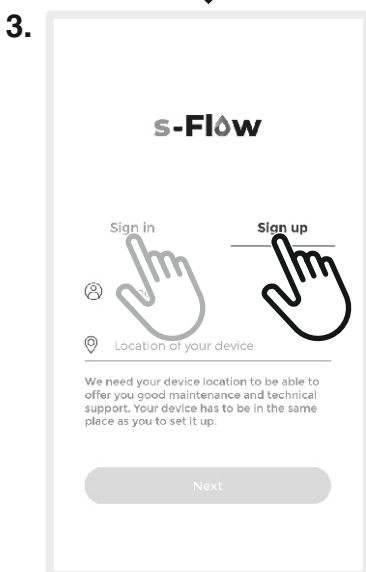 3.
s-Flow
Sign in
Sign up
Location of your device
We need your device location to be able to
offer you good maintenance and technical
support. Your device has to be in the same
place as you to set it up.
Next